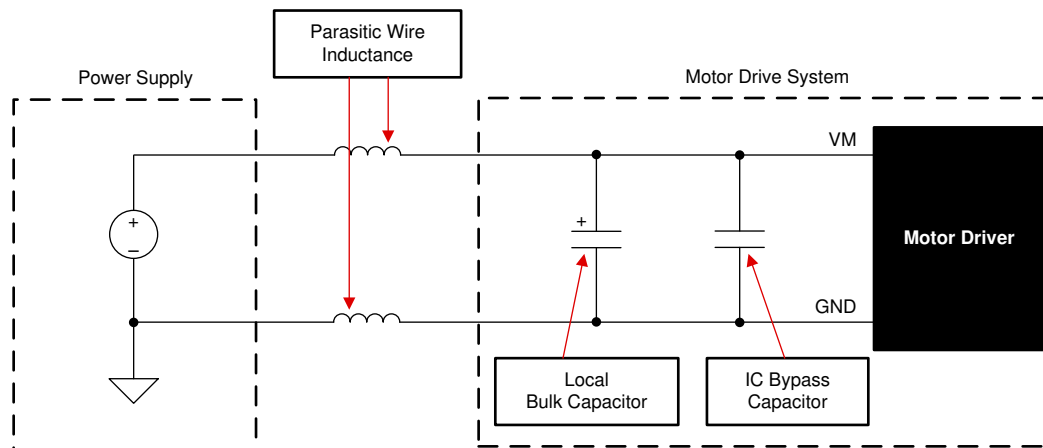 Parasitic Wire
Inductance
Power Supply
Motor Drive System
VM
+
–
+
Motor Driver
GND
Local
Bulk Capacitor
IC Bypass
Capacitor